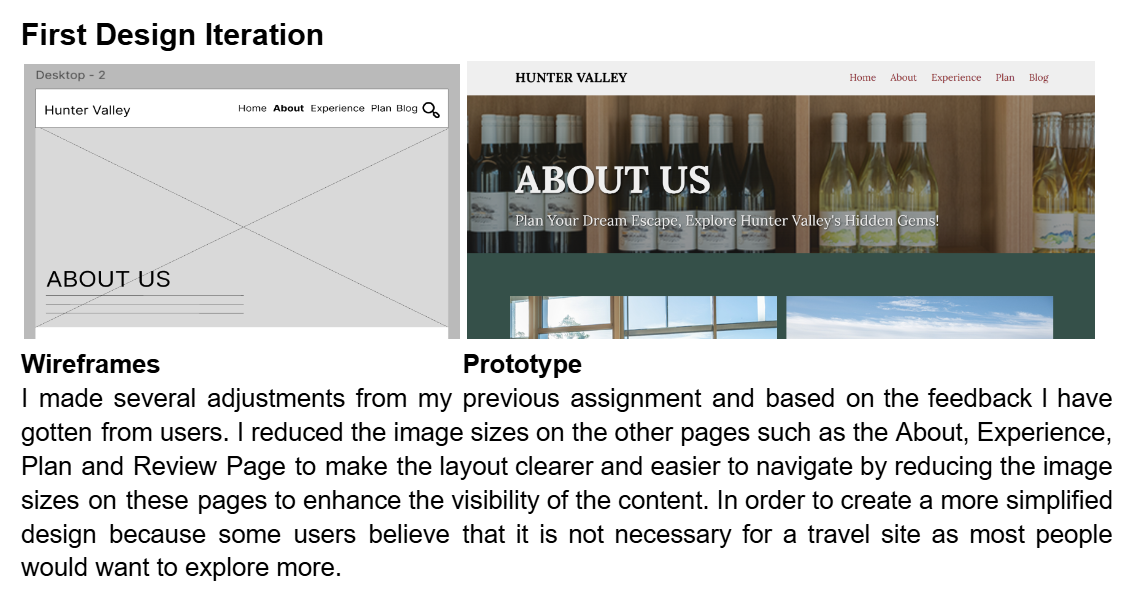 First Design Iteration
Desktop - 2
Hunter Valley
Home About Experience Plan Blog
ABOUT US
HUNTER VALLEY
Home About Experience Plan Blog
ABOUT US
Plan Your Dream Escape, Explore Hunter Valley's Hidden Gems!
Wireframes Prototype
I made several adjustments from my previous assignment and based on the feedback I have
gotten from users. I reduced the image sizes on the other pages such as the About, Experience,
Plan and Review Page to make the layout clearer and easier to navigate by reducing the image
sizes on these pages to enhance the visibility of the content. In order to create a more simplified
design because some users believe that it is not necessary for a travel site as most people
would want to explore more.